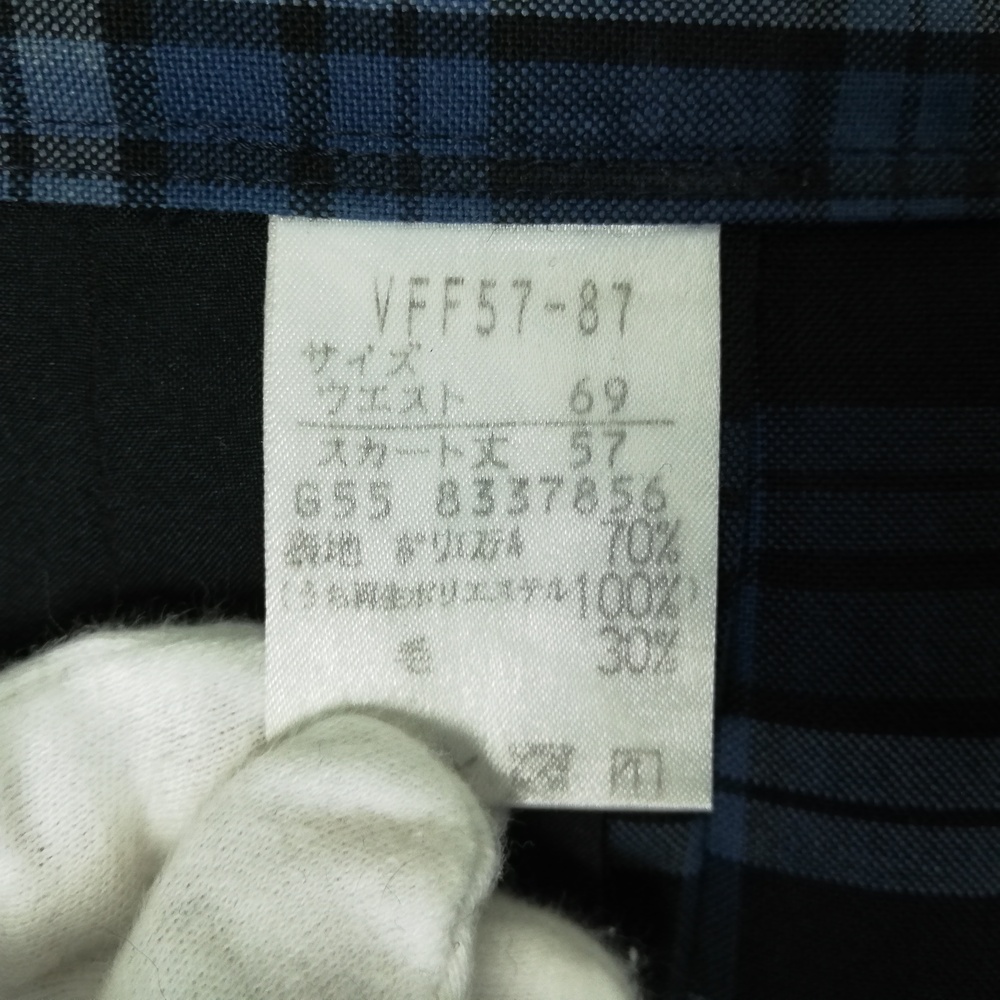 VFF57-87
サイズ
ウエスト 69
スカート丈 57
G55 8337856
表地 ポリエステル 70%
(うち再生ポリエステル100%)
毛 30%